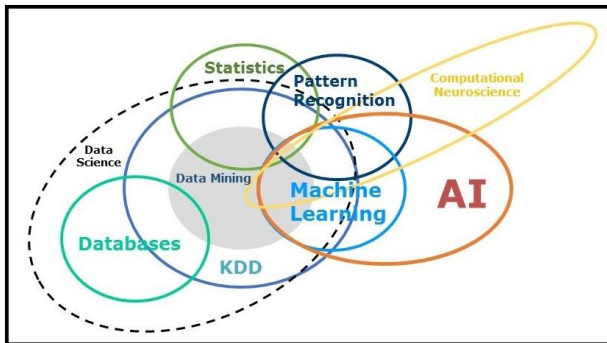 Statistics
Pattern
Recognition
Computational
Neuroscience
Data
Science
Data Mining
Machine
Learning
AI
Databases
KDD